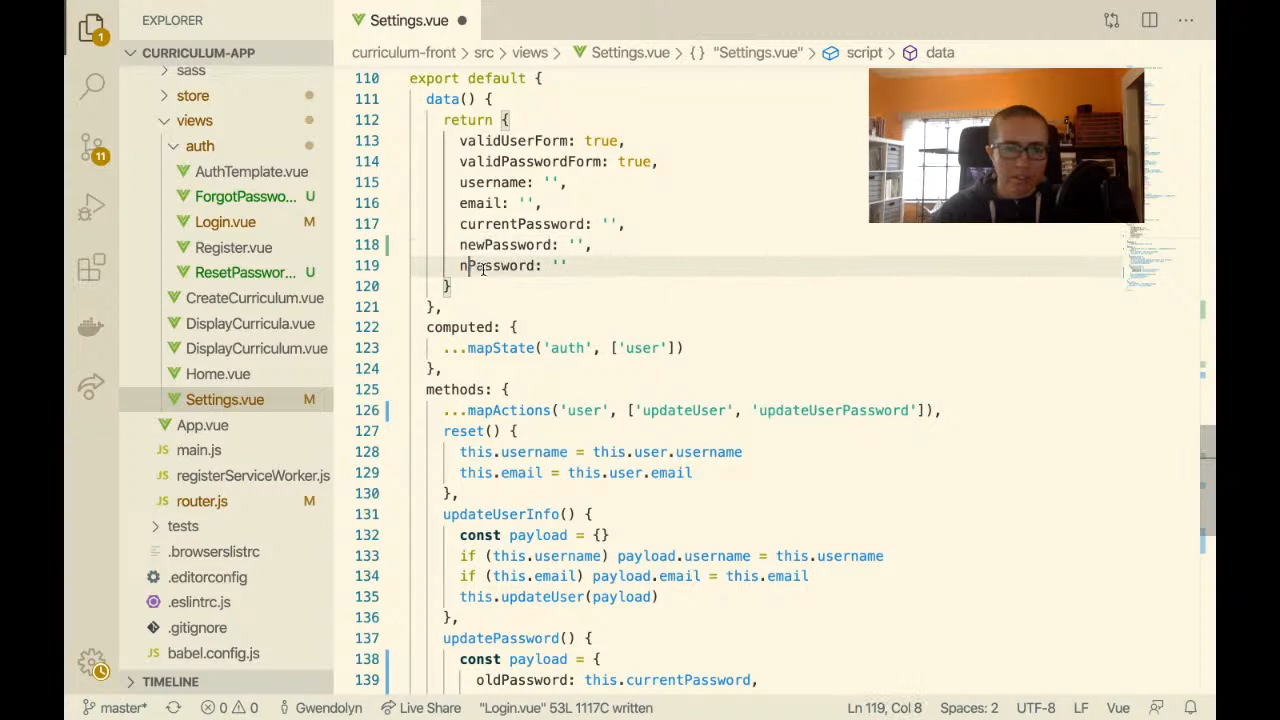 EXPLORER
Settings.vue
CURRICULUM-APP
curriculum-front > src > views > Settings.vue > {} "Settings.vue" > script > data
sass
store
views
auth
AuthTemplate.vue
ForgotPasswo... U
Login.vue M
Register.vue
ResetPasswor... U
CreateCurriculum.vue
DisplayCurricula.vue
DisplayCurriculum.vue
Home.vue
Settings.vue M
App.vue
JS main.js
JS registerServiceWorker.js
JS router.js M
tests
.browserslistrc
.editorconfig
.eslintrc.js
.gitignore
JS babel.config.js
TIMELINE
1
11
110 export default {
111 data() {
112 return {
113 validUserForm: true,
114 validPasswordForm: true,
115 username: '',
116 email: '',
117 currentPassword: '',
118 newPassword: '',
119 nPassword: ''
120 }
121 },
122 computed: {
123 ...mapState('auth', ['user'])
124 },
125 methods: {
126 ...mapActions('user', ['updateUser', 'updateUserPassword']),
127 reset() {
128 this.username = this.user.username
129 this.email = this.user.email
130 },
131 updateUserInfo() {
132 const payload = {}
133 if (this.username) payload.username = this.username
134 if (this.email) payload.email = this.email
135 this.updateUser(payload)
136 },
137 updatePassword() {
138 const payload = {
139 oldPassword: this.currentPassword,
master* 0 0 Gwendolyn Live Share "Login.vue" 53L 1117C written Ln 119, Col 8 Spaces: 2 UTF-8 LF Vue